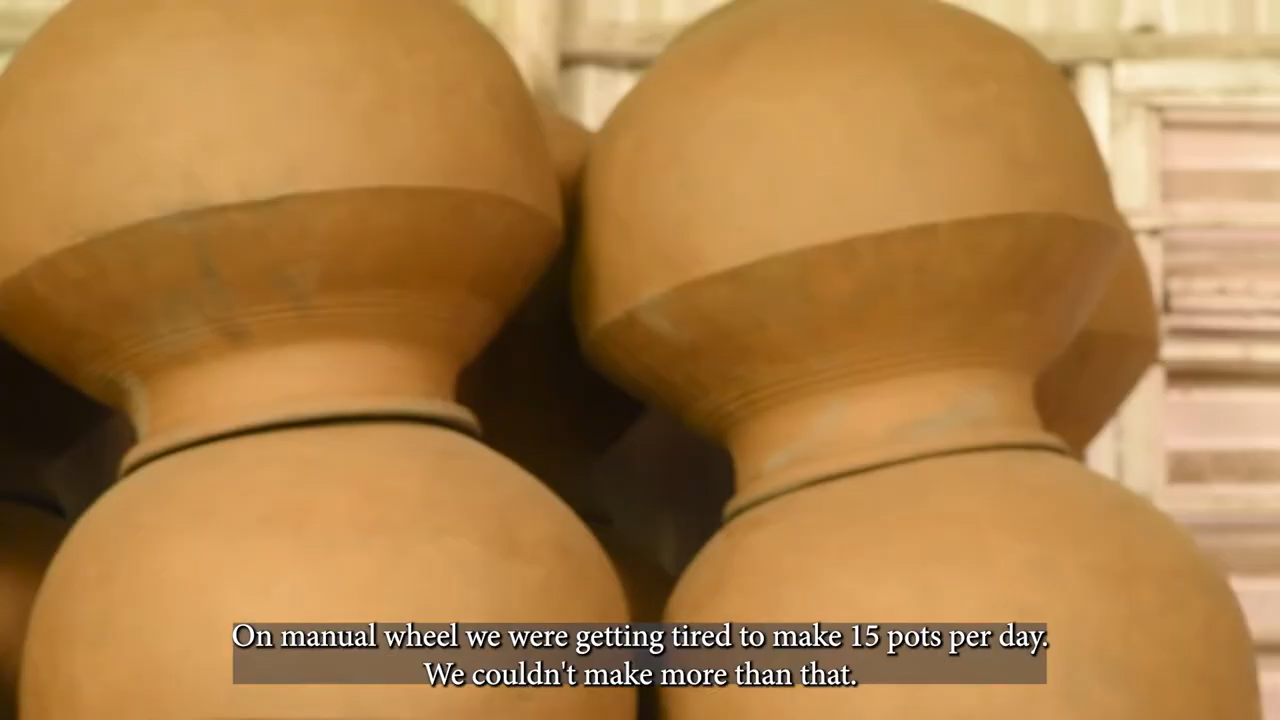 On manual wheel we were getting tired to make 15 pots per day.
We couldn't make more than that.